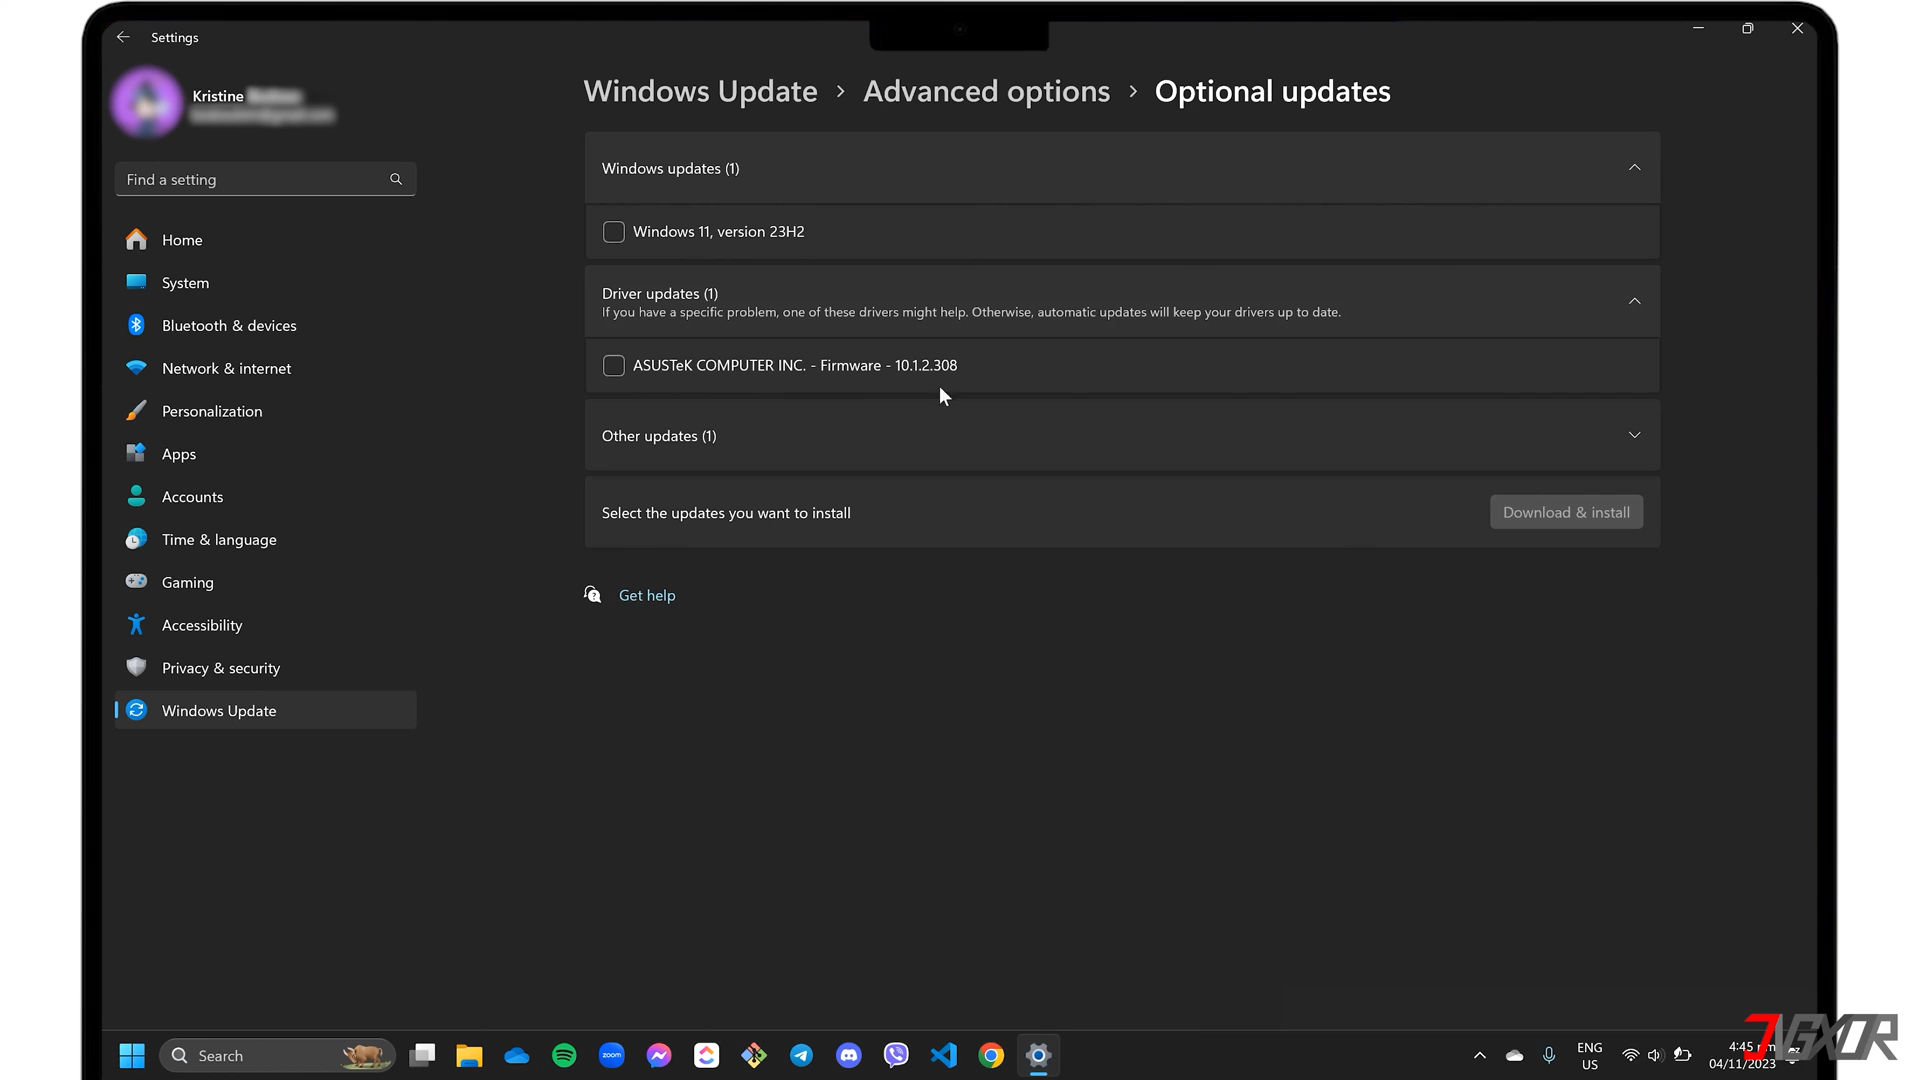 Settings
Kristine
Find a setting
Home
System
Bluetooth & devices
Network & internet
Personalization
Apps
Accounts
Time & language
Gaming
Accessibility
Privacy & security
Windows Update
Windows Update > Advanced options > Optional updates
Windows updates (1)
Windows 11, version 23H2
Driver updates (1)
If you have a specific problem, one of these drivers might help. Otherwise, automatic updates will keep your drivers up to date.
ASUSTeK COMPUTER INC. - Firmware - 10.1.2.308
Other updates (1)
Select the updates you want to install
Download & install
Get help
Search
zoom
ENG
US
4:45
04/11/2023